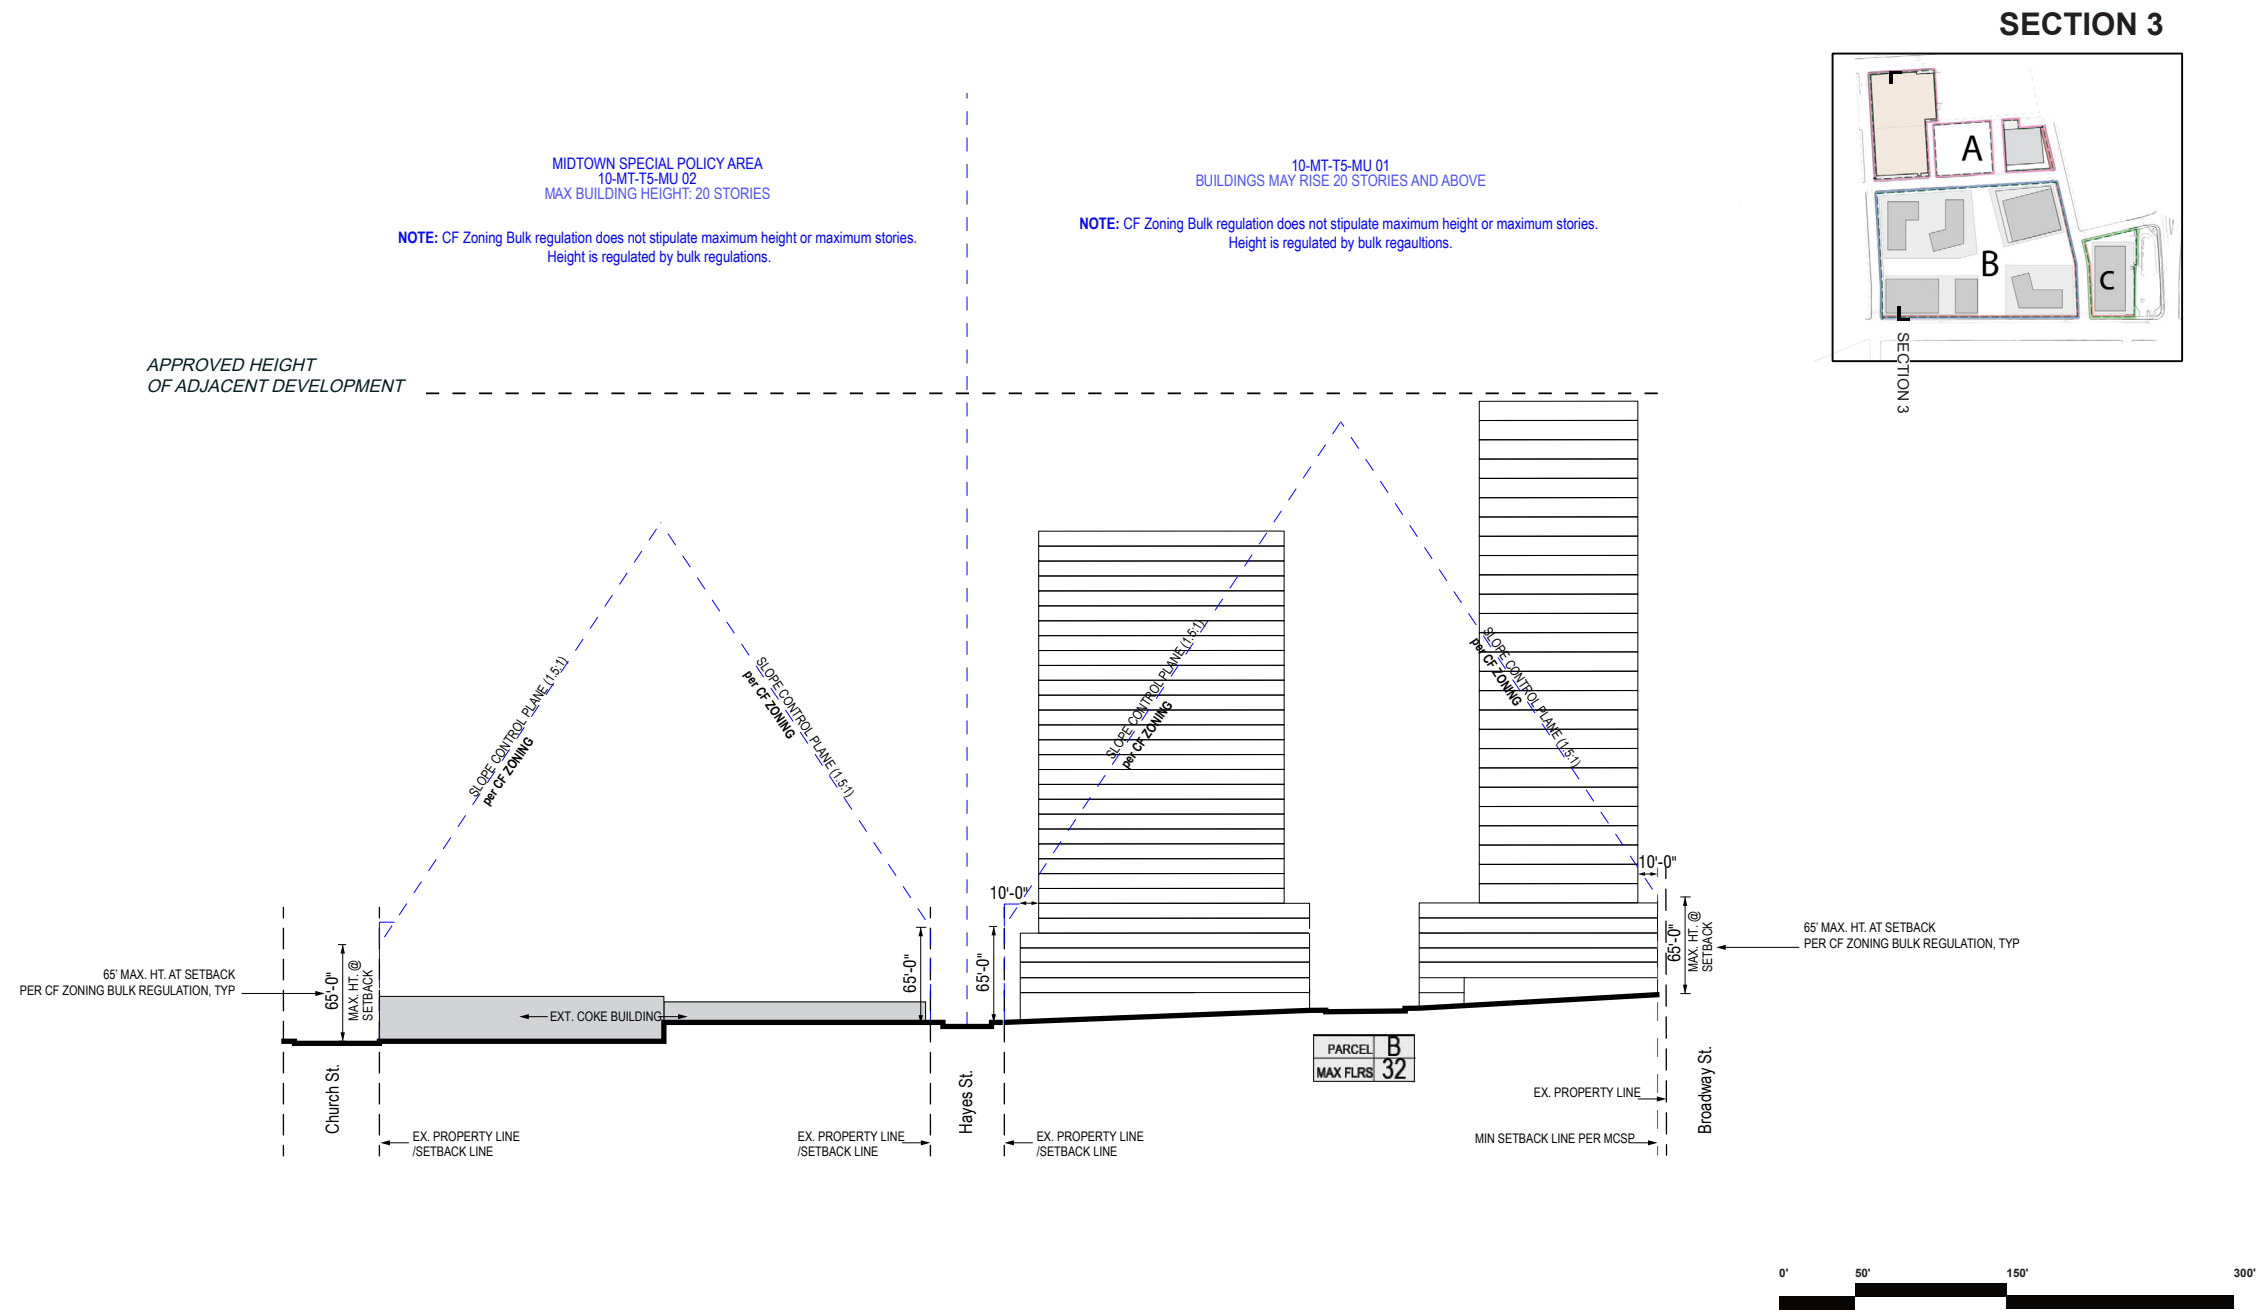 SECTION 3
A
B
C
SECTION 3
MIDTOWN SPECIAL POLICY AREA
10-MT-T5-MU 02
MAX BUILDING HEIGHT: 20 STORIES
NOTE: CF Zoning Bulk regulation does not stipulate maximum height or maximum stories.
Height is regulated by bulk regulations.
10-MT-T5-MU 01
BUILDINGS MAY RISE 20 STORIES AND ABOVE
NOTE: CF Zoning Bulk regulation does not stipulate maximum height or maximum stories.
Height is regulated by bulk regaultions.
APPROVED HEIGHT
OF ADJACENT DEVELOPMENT
SLOPE CONTROL PLANE (1.5:1)
per CF ZONING
SLOPE CONTROL PLANE (1.5:1)
per CF ZONING
SLOPE CONTROL PLANE (1.5:1)
per CF ZONING
SLOPE CONTROL PLANE (1.5:1)
per CF ZONING
10'-0"
10'-0"
65' MAX. HT. AT SETBACK
PER CF ZONING BULK REGULATION, TYP
65'-0"
MAX. HT. @
SETBACK
EXT. COKE BUILDING
65'-0"
65'-0"
65'-0"
MAX. HT. @
SETBACK
65' MAX. HT. AT SETBACK
PER CF ZONING BULK REGULATION, TYP
PARCEL B
MAX FLRS 32
Church St.
Hayes St.
Broadway St.
EX. PROPERTY LINE
/SETBACK LINE
EX. PROPERTY LINE
/SETBACK LINE
EX. PROPERTY LINE
/SETBACK LINE
EX. PROPERTY LINE
MIN SETBACK LINE PER MCSP
0' 50' 150' 300'